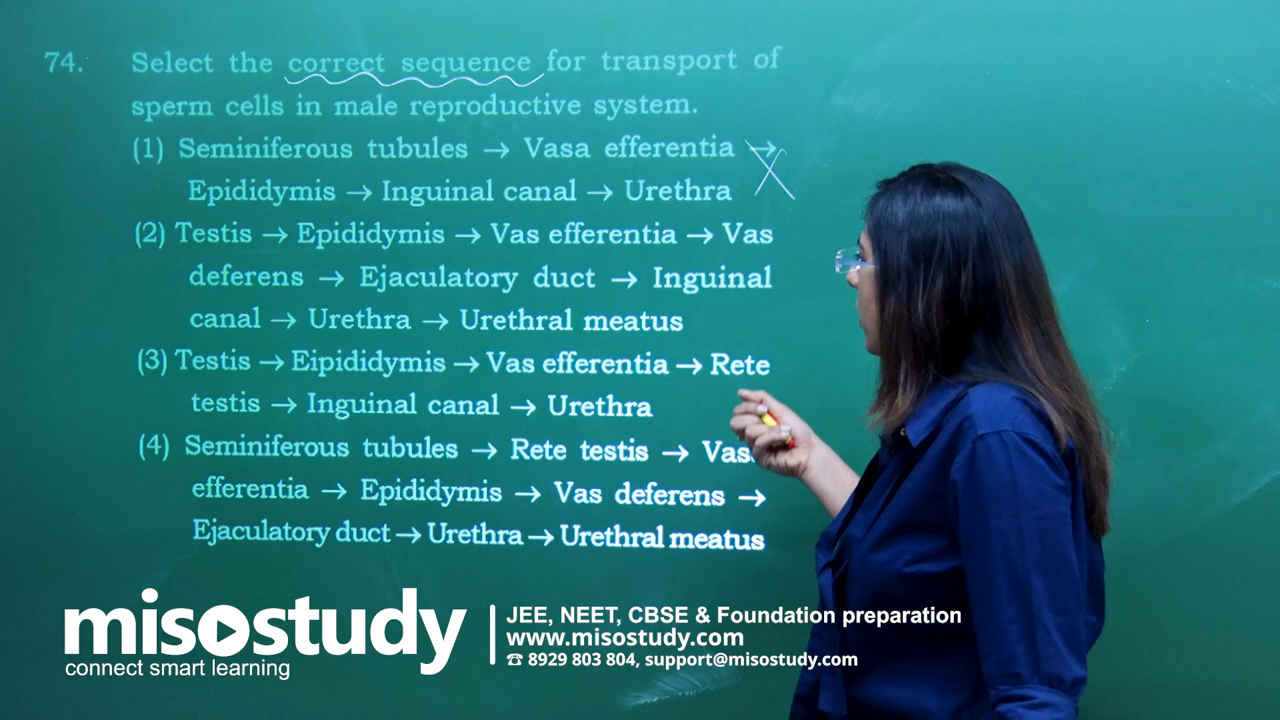 74. Select the correct sequence for transport of
sperm cells in male reproductive system.
(1) Seminiferous tubules → Vasa efferentia →
Epididymis → Inguinal canal → Urethra
(2) Testis → Epididymis → Vas efferentia → Vas
deferens → Ejaculatory duct → Inguinal
canal → Urethra → Urethral meatus
(3) Testis → Eipididymis → Vas efferentia → Rete
testis → Inguinal canal → Urethra
(4) Seminiferous tubules → Rete testis → Vas
efferentia → Epididymis → Vas deferens →
Ejaculatory duct → Urethra → Urethral meatus
misostudy
connect smart learning
JEE, NEET, CBSE & Foundation preparation
www.misostudy.com
☎ 8929 803 804, support@misostudy.com